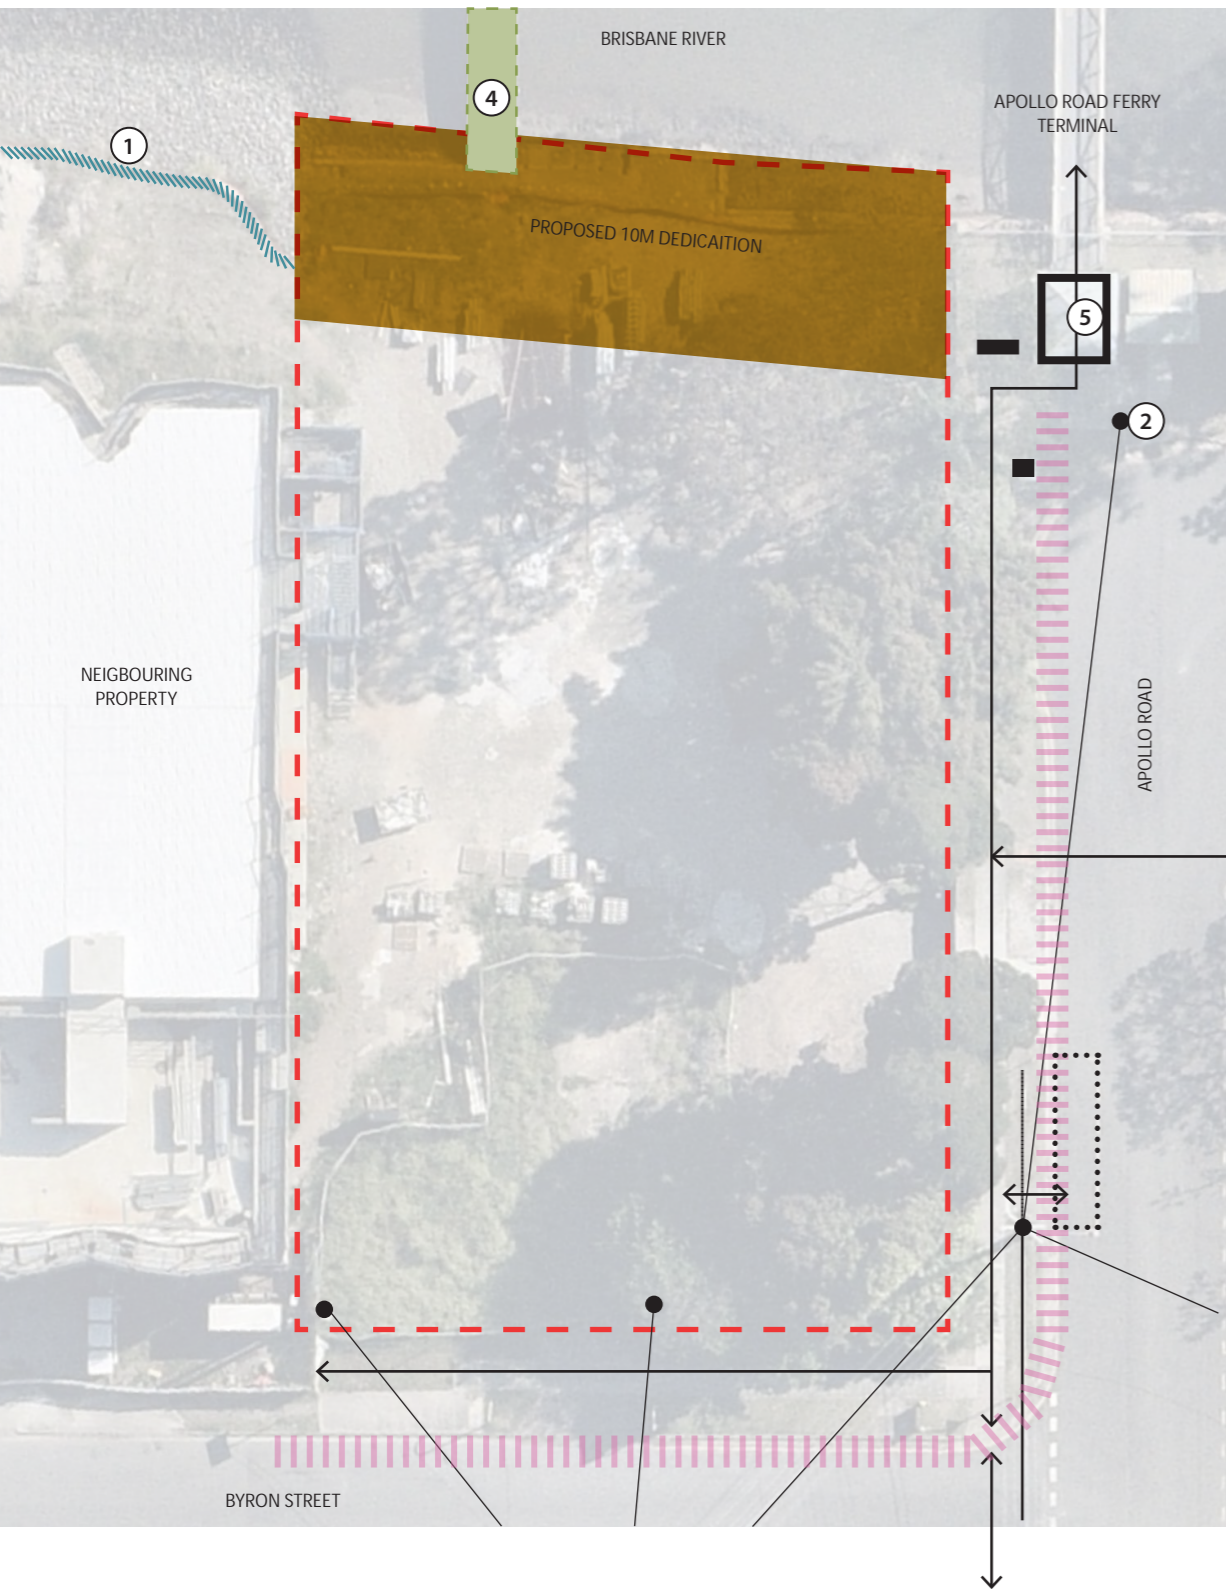 BRISBANE RIVER
4
APOLLO ROAD FERRY
TERMINAL
1
PROPOSED 10M DEDICAITION
5
2
NEIGBOURING
PROPERTY
APOLLO ROAD
BYRON STREET